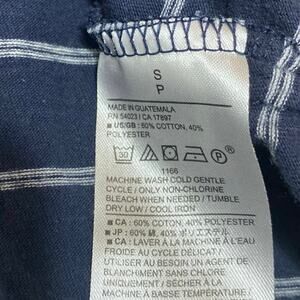 S
P
MADE IN GUATEMALA
RN 54023 / CA 17897
■ US/GB : 60% COTTON, 40%
POLYESTER
30
1166
MACHINE WASH COLD GENTLE
CYCLE / ONLY NON-CHLORINE
BLEACH WHEN NEEDED / TUMBLE
DRY LOW / COOL IRON
■ CA : 60% COTTON, 40% POLYESTER
■ JP : 60% 綿, 40% ポリエステル
■ CA : LAVER À LA MACHINE À L'EAU
FROIDE AU CYCLE DÉLICAT /
UTILISER AU BESOIN UN AGENT DE
BLANCHIMENT SANS CHLORE
UNIQUEMENT / SÉCHER À LA
MACHINE À BASSE TEMPÉRATURE /